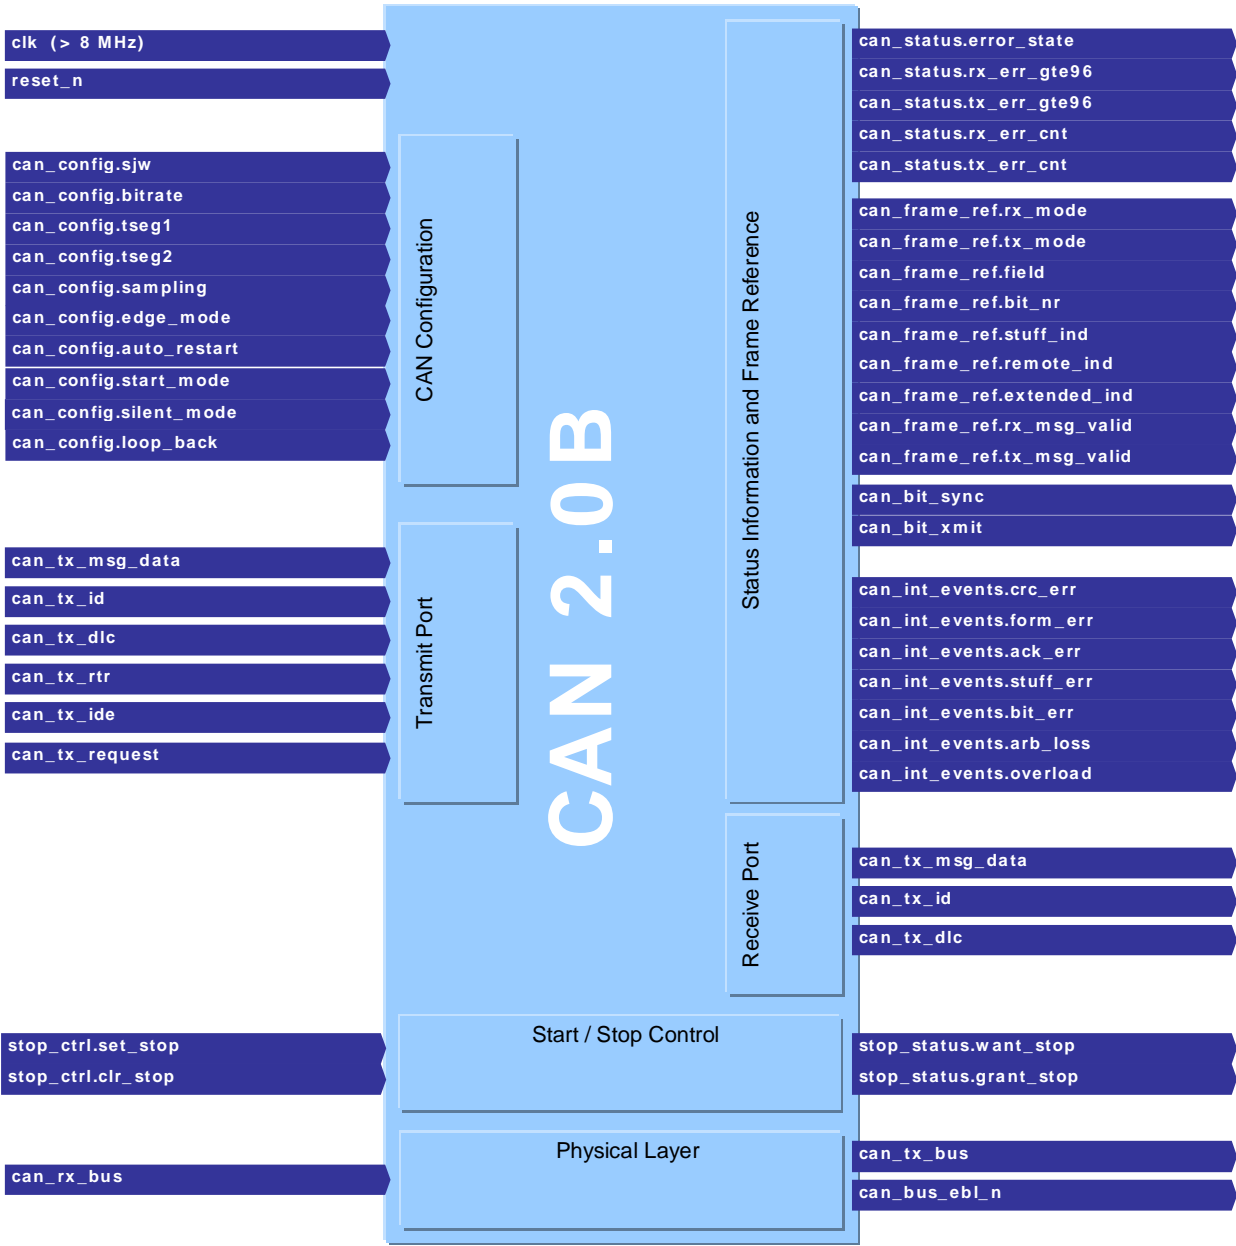 clk (> 8 MHz)
reset_n
can_config.sjw
can_config.bitrate
can_config.tseg1
can_config.tseg2
can_config.sampling
can_config.edge_mode
can_config.auto_restart
can_config.start_mode
can_config.silent_mode
can_config.loop_back
can_tx_msg_data
can_tx_id
can_tx_dlc
can_tx_rtr
can_tx_ide
can_tx_request
stop_ctrl.set_stop
stop_ctrl.clr_stop
can_rx_bus
CAN Configuration
Transmit Port
CAN 2.0B
Status Information and Frame Reference
Receive Port
Start / Stop Control
Physical Layer
can_status.error_state
can_status.rx_err_gte96
can_status.tx_err_gte96
can_status.rx_err_cnt
can_status.tx_err_cnt
can_frame_ref.rx_mode
can_frame_ref.tx_mode
can_frame_ref.field
can_frame_ref.bit_nr
can_frame_ref.stuff_ind
can_frame_ref.remote_ind
can_frame_ref.extended_ind
can_frame_ref.rx_msg_valid
can_frame_ref.tx_msg_valid
can_bit_sync
can_bit_xmit
can_int_events.crc_err
can_int_events.form_err
can_int_events.ack_err
can_int_events.stuff_err
can_int_events.bit_err
can_int_events.arb_loss
can_int_events.overload
can_tx_msg_data
can_tx_id
can_tx_dlc
stop_status.want_stop
stop_status.grant_stop
can_tx_bus
can_bus_ebl_n